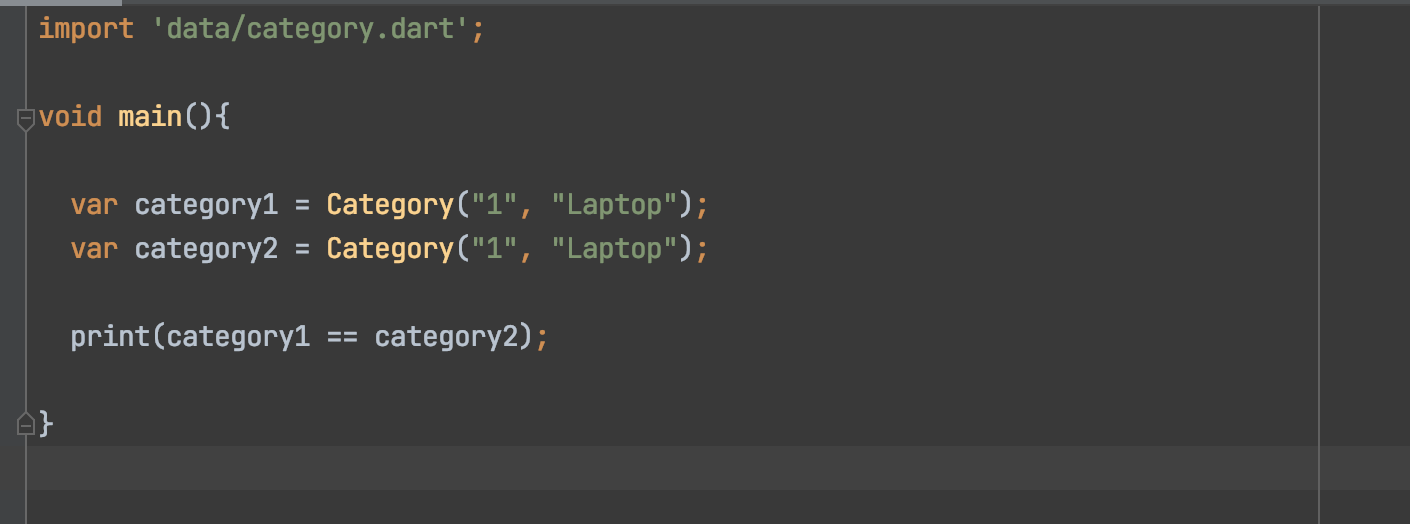 import 'data/category.dart';
void main(){
var category1 = Category("1", "Laptop");
var category2 = Category("1", "Laptop");
print(category1 == category2);
}